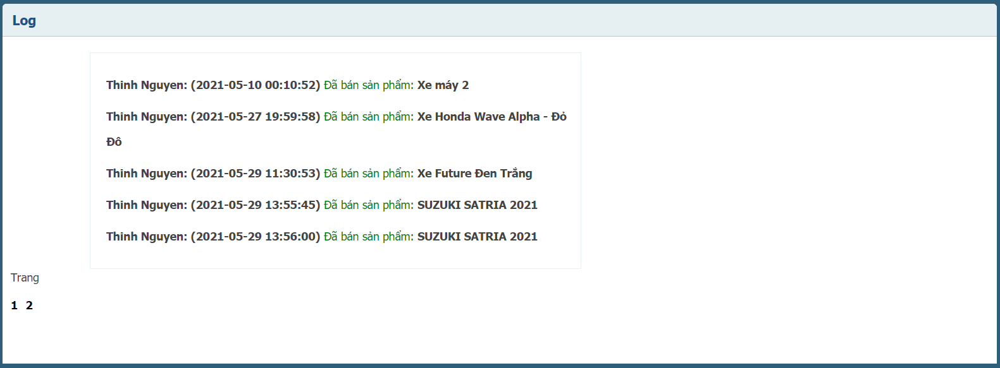 Log
Thinh Nguyen: (2021-05-10 00:10:52) Đã bán sản phẩm: Xe máy 2
Thinh Nguyen: (2021-05-27 19:59:58) Đã bán sản phẩm: Xe Honda Wave Alpha - Đỏ
Đô
Thinh Nguyen: (2021-05-29 11:30:53) Đã bán sản phẩm: Xe Future Đen Trắng
Thinh Nguyen: (2021-05-29 13:55:45) Đã bán sản phẩm: SUZUKI SATRIA 2021
Thinh Nguyen: (2021-05-29 13:56:00) Đã bán sản phẩm: SUZUKI SATRIA 2021
Trang
1 2